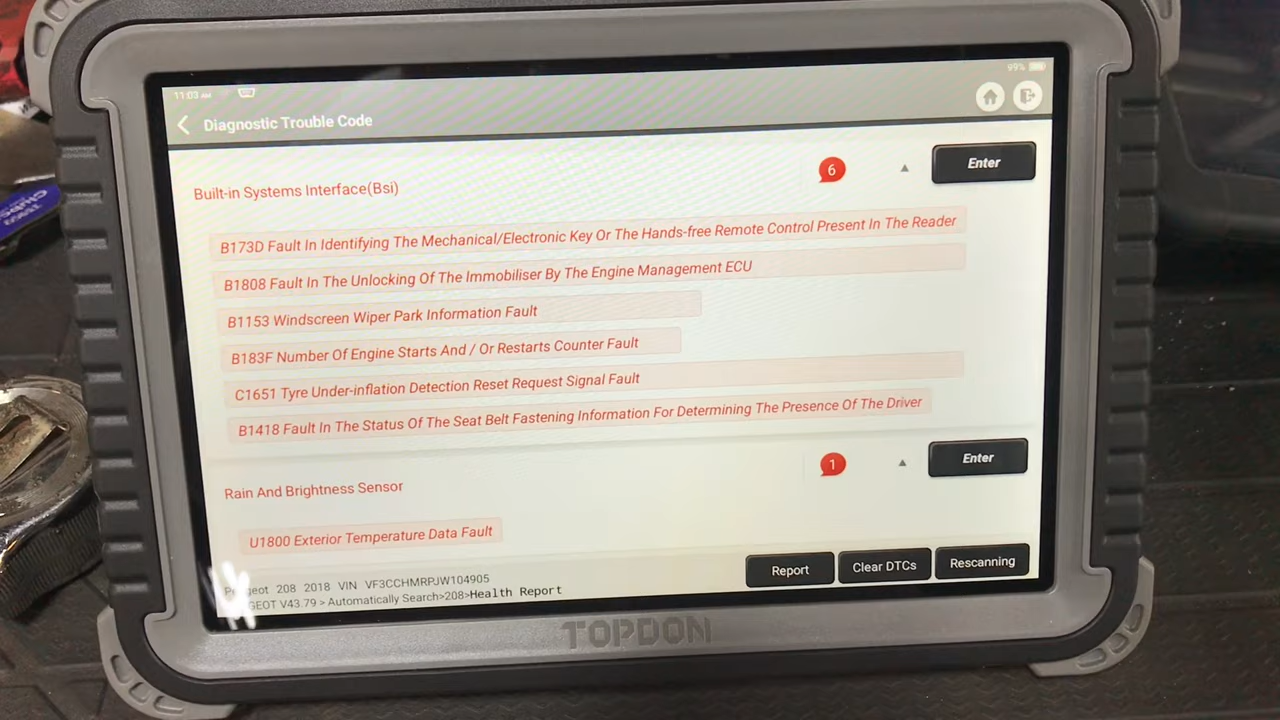 11:03 AM
99%
Diagnostic Trouble Code
Built-in Systems Interface(Bsi)
6
Enter
B173D Fault In Identifying The Mechanical/Electronic Key Or The Hands-free Remote Control Present In The Reader
B1808 Fault In The Unlocking Of The Immobiliser By The Engine Management ECU
B1153 Windscreen Wiper Park Information Fault
B183F Number Of Engine Starts And / Or Restarts Counter Fault
C1651 Tyre Under-inflation Detection Reset Request Signal Fault
B1418 Fault In The Status Of The Seat Belt Fastening Information For Determining The Presence Of The Driver
Rain And Brightness Sensor
1
Enter
U1800 Exterior Temperature Data Fault
Report
Clear DTCs
Rescanning
208 2018 VIN VF3CCHMRPJW104905
V43.79 > Automatically Search>208>Health Report
TOPDON